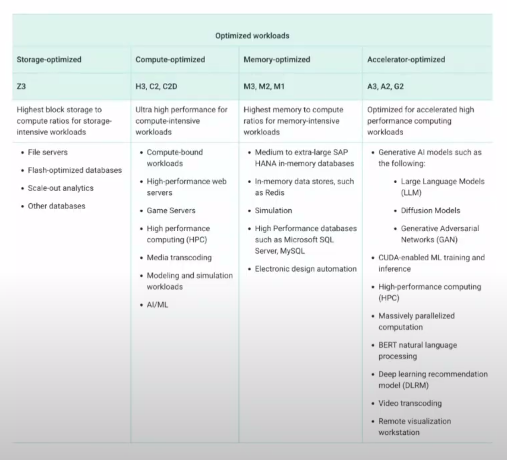 Optimized workloads
Storage-optimized
Compute-optimized
Memory-optimized
Accelerator-optimized
Z3
H3, C2, C2D
M3, M2, M1
A3, A2, G2
Highest block storage to
compute ratios for storage-
intensive workloads
Ultra high performance for
compute-intensive
workloads
Highest memory to compute
ratios for memory-intensive
workloads
Optimized for accelerated high
performance computing
workloads
• File servers
• Flash-optimized databases
• Scale-out analytics
• Other databases
• Compute-bound
workloads
• High-performance web
servers
• Game Servers
• High performance
computing (HPC)
• Media transcoding
• Modeling and simulation
workloads
• AI/ML
• Medium to extra-large SAP
HANA in-memory databases
• In-memory data stores, such
as Redis
• Simulation
• High Performance databases
such as Microsoft SQL
Server, MySQL
• Electronic design automation
• Generative AI models such as
the following:
• Large Language Models
(LLM)
• Diffusion Models
• Generative Adversarial
Networks (GAN)
• CUDA-enabled ML training and
inference
• High-performance computing
(HPC)
• Massively parallelized
computation
• BERT natural language
processing
• Deep learning recommendation
model (DLRM)
• Video transcoding
• Remote visualization
workstation